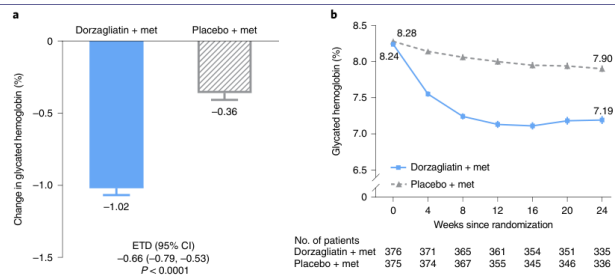 a
Dorzagliatin + met
Placebo + met
0
−0.5
−1.0
−1.5
Change in glycated hemoglobin (%)
−0.36
−1.02
ETD (95% CI)
−0.66 (−0.79, −0.53)
P < 0.0001
b
8.5
8.0
7.5
7.0
6.5
0
Glycated hemoglobin (%)
8.28
8.24
7.90
7.19
Dorzagliatin + met
Placebo + met
0 4 8 12 16 20 24
Weeks since randomization
No. of patients
Dorzagliatin + met 376 371 365 361 354 351 335
Placebo + met 375 374 367 355 345 346 336